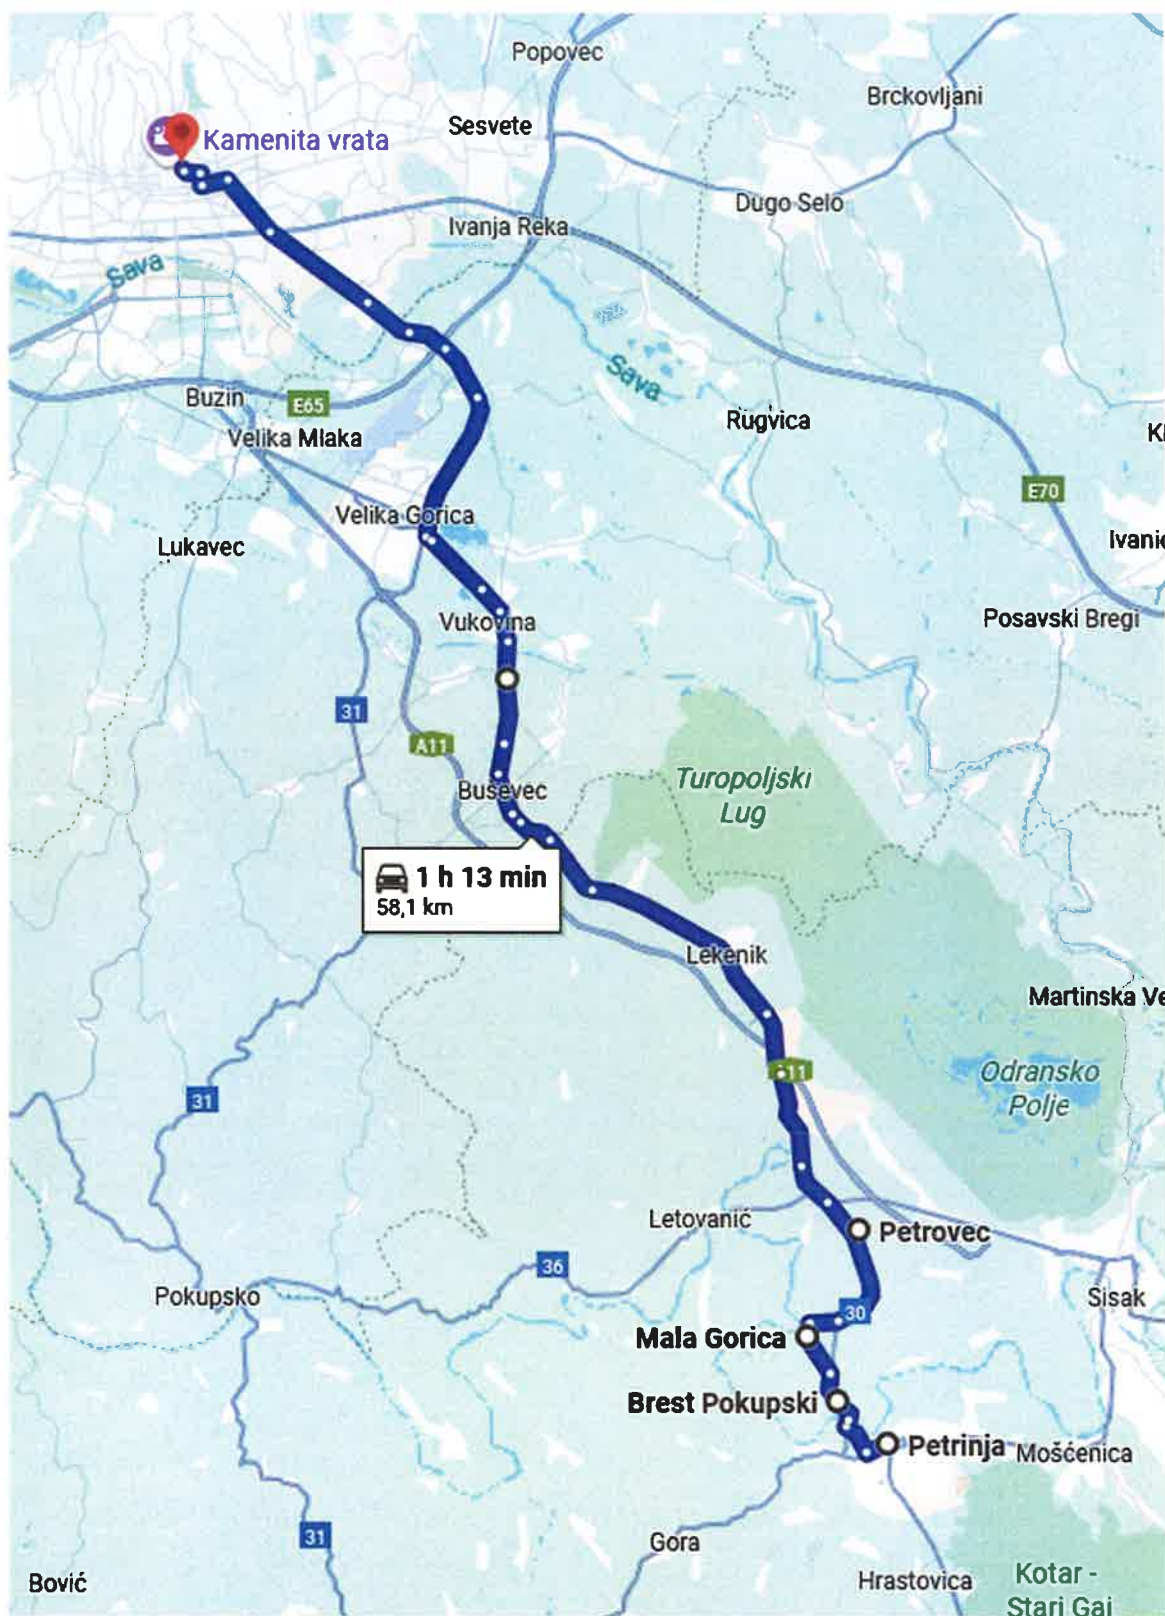 Popovec
Brckovljani
Sesvete
Kamenita vrata
Dugo Selo
Ivanja Reka
Sava
Sava
Buzin
E65
Velika Mlaka
Rugvica
E70
Velika Gorica
Lukavec
Posavski Bregi
Vukovina
31
A11
Turopoljski
Lug
Buševec
1 h 13 min
58,1 km
Lekenik
Martinska Ve
Odransko
Polje
31
Letovanić
Petrovec
36
Pokupsko
Sisak
30
Mala Gorica
Brest Pokupski
Petrinja
Mošćenica
31
Gora
Bović
Hrastovica
Kotar -
Stari Gaj